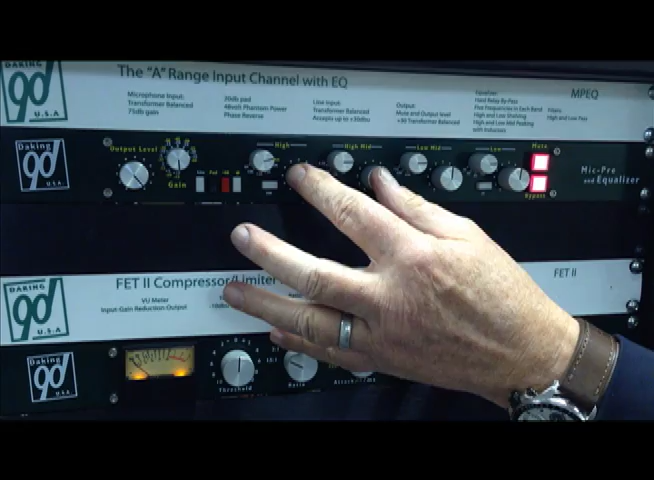 DAKING
U.S.A
The "A" Range Input Channel with EQ
MPEQ
Microphone Input:
Transformer Balanced
75db gain
20db pad
48volt Phantom Power
Phase Reverse
Line Input:
Transformer Balanced
Accepts up to +30dbu
Output:
Mute and Output level
+30 Transformer Balanced
Equalizer:
Hard Relay By-Pass
Five Frequencies in Each Band
High and Low Shelving
High and Low Mid Peaking
with Inductors
Filters:
High and Low Pass
Daking
U.S.A.
Output Level
Gain
Line
Pad
High
High Mid
Low Mid
Low
Mute
Bypass
Mic-Pre
and Equalizer
DAKING
U.S.A
FET II Compressor/Limiter
FET II
VU Meter
Input Gain Reduction Output
Daking
U.S.A.
Threshold
Ratio
Attack